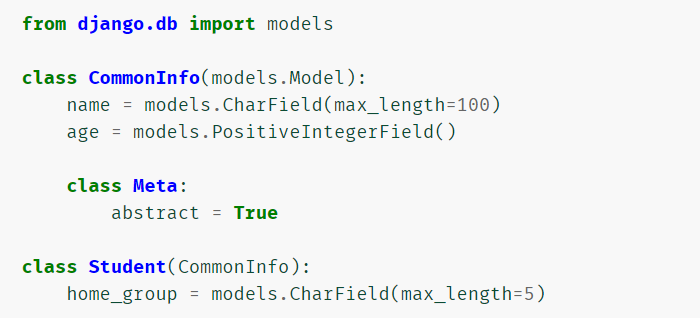 from django.db import models
class CommonInfo(models.Model):
    name = models.CharField(max_length=100)
    age = models.PositiveIntegerField()
    class Meta:
        abstract = True
class Student(CommonInfo):
    home_group = models.CharField(max_length=5)